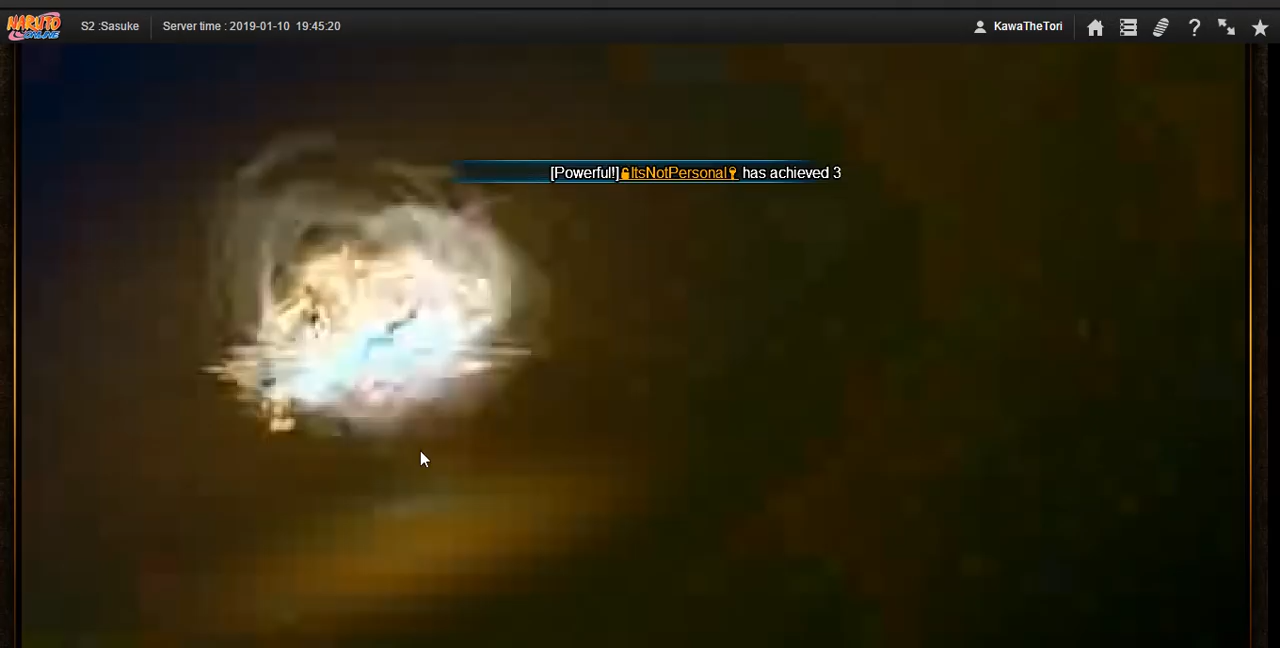 NARUTO ONLINE
S2 :Sasuke
Server time : 2019-01-10 19:45:20
KawaTheTori
?
[Powerful!]ItsNotPersonal has achieved 3